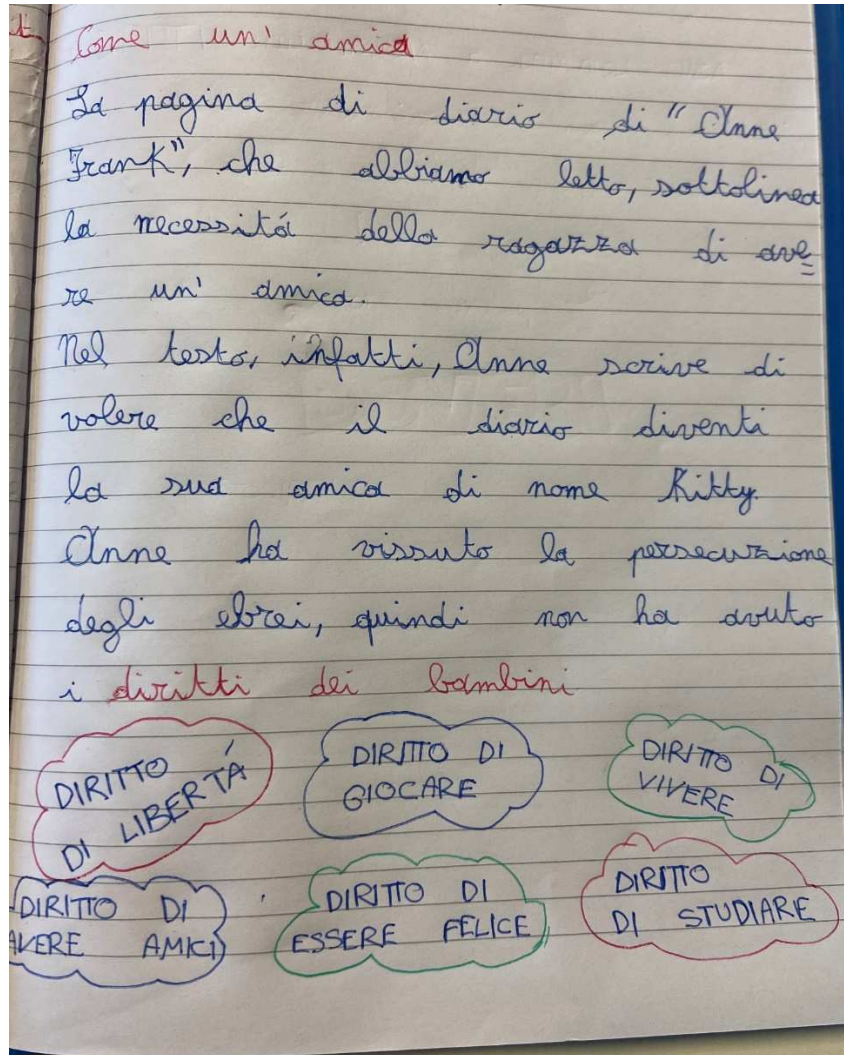 Come un' amica
La pagina di diario di "Anne
Frank", che abbiamo letto, sottolinea
la necessitá della ragazza di ave=
re un' amica.
Nel testo, infatti, Anne scrive di
volere che il diario diventi
la sua amica di nome Kitty.
Anne ha vissuto la persecuzione
degli ebrei, quindi non ha avuto
i diritti dei bambini
DIRITTO
DI LIBERTÁ
DIRITTO DI
GIOCARE
DIRITTO DI
VIVERE
DIRITTO DI
AVERE AMICI
DIRITTO DI
ESSERE FELICE
DIRITTO
DI STUDIARE